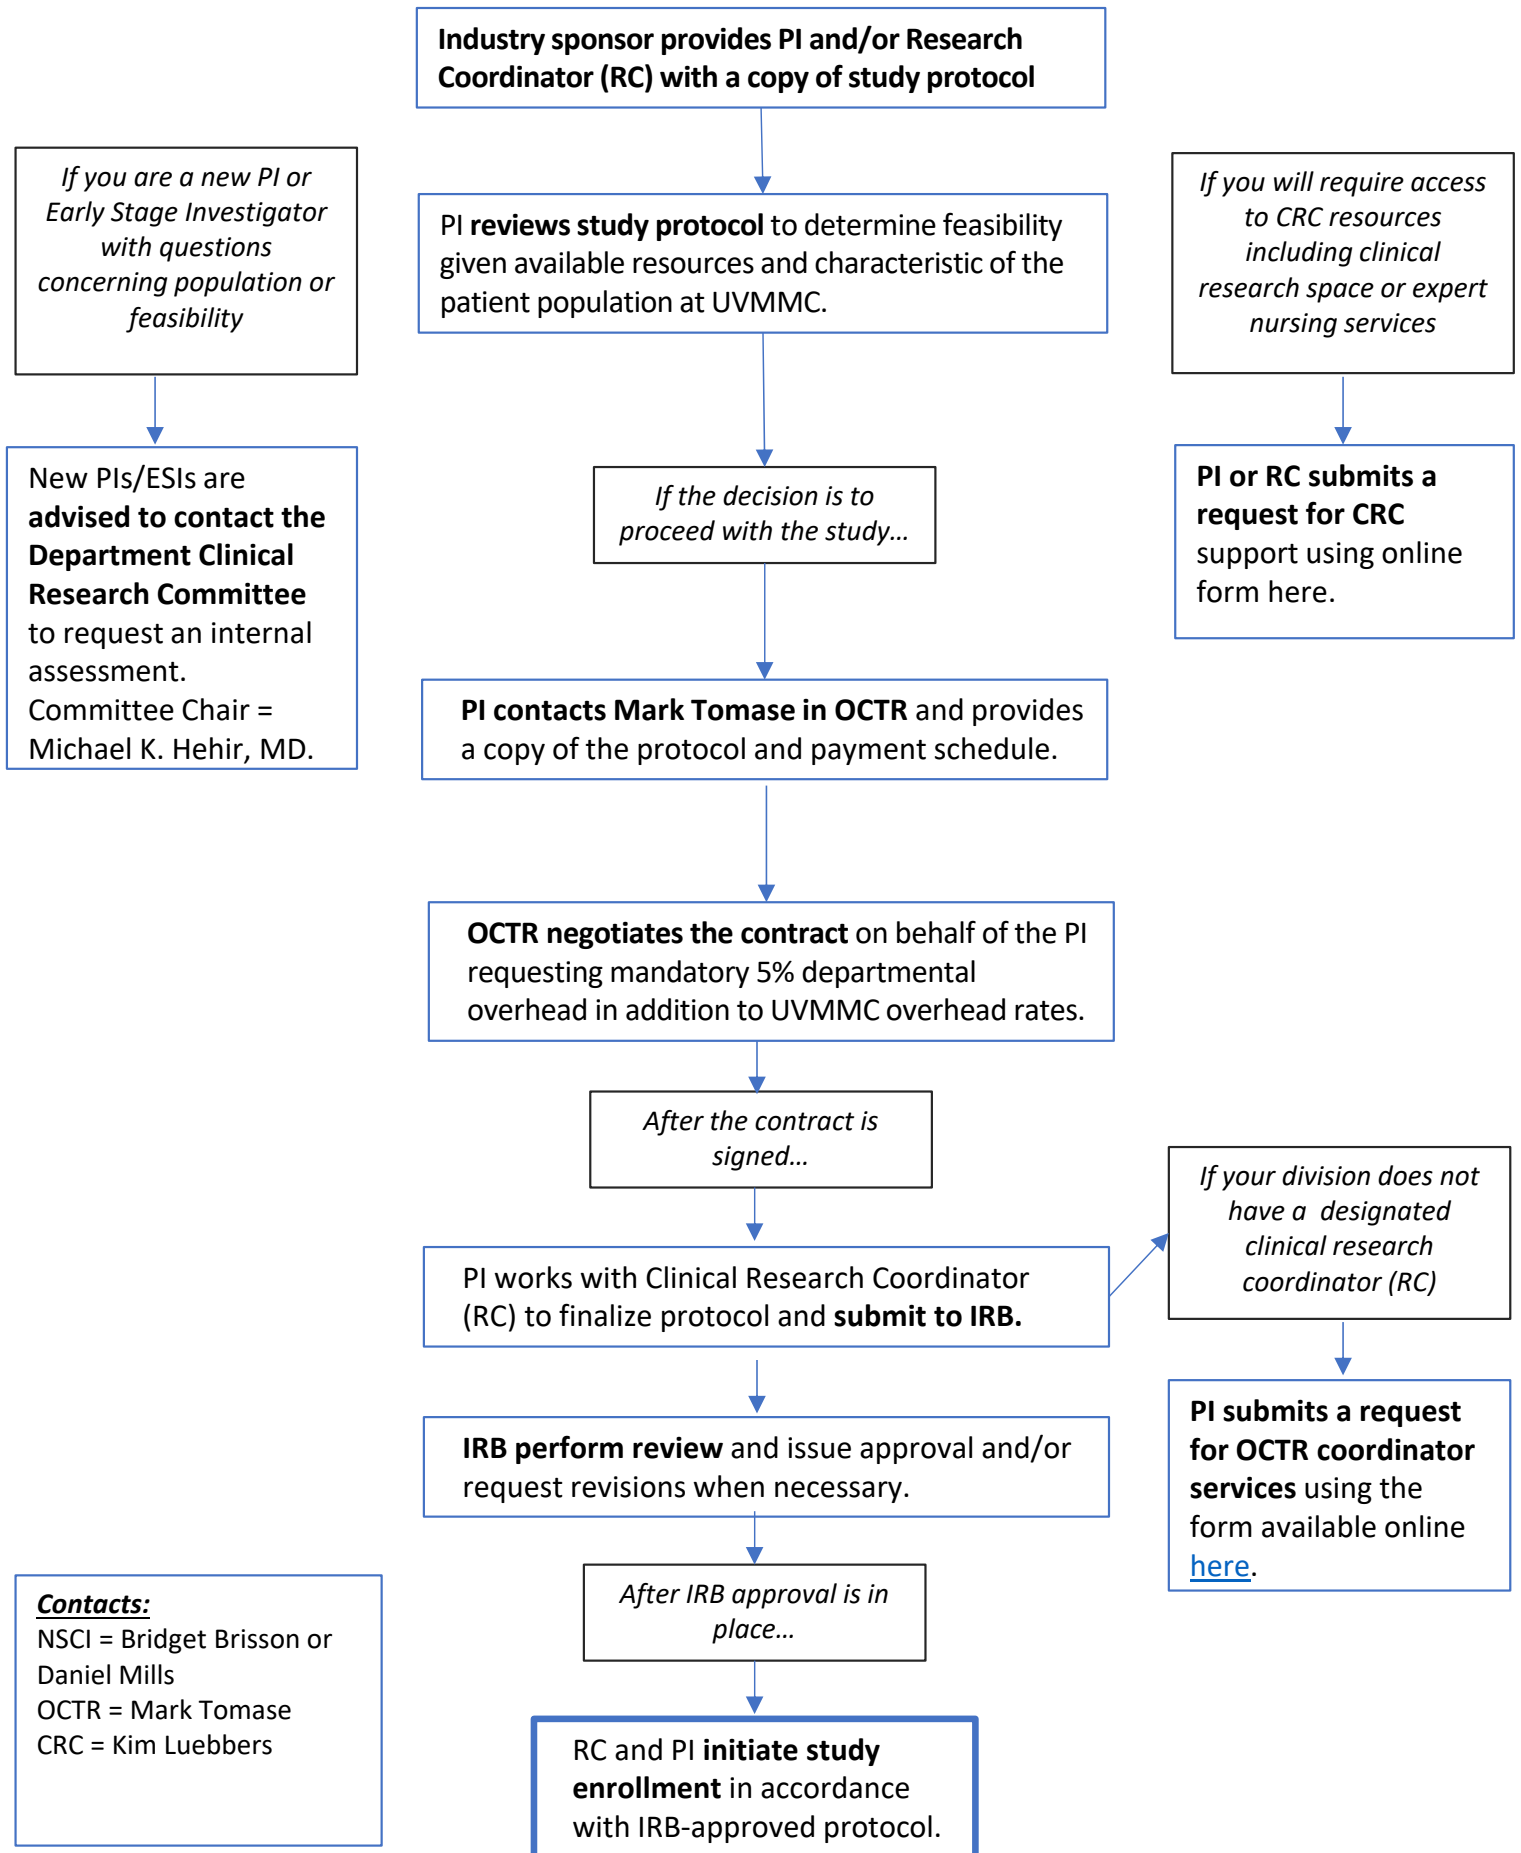 Industry sponsor provides PI and/or Research
Coordinator (RC) with a copy of study protocol
If you are a new PI or
Early Stage Investigator
with questions
concerning population or
feasibility
PI reviews study protocol to determine feasibility
given available resources and characteristic of the
patient population at UVMMC.
If you will require access
to CRC resources
including clinical
research space or expert
nursing services
New PIs/ESIs are
advised to contact the
Department Clinical
Research Committee
to request an internal
assessment.
Committee Chair =
Michael K. Hehir, MD.
If the decision is to
proceed with the study…
PI or RC submits a
request for CRC
support using online
form here.
PI contacts Mark Tomase in OCTR and provides
a copy of the protocol and payment schedule.
OCTR negotiates the contract on behalf of the PI
requesting mandatory 5% departmental
overhead in addition to UVMMC overhead rates.
After the contract is
signed…
If your division does not
have a  designated
clinical research
coordinator (RC)
PI works with Clinical Research Coordinator
(RC) to finalize protocol and submit to IRB.
IRB perform review and issue approval and/or
request revisions when necessary.
PI submits a request
for OCTR coordinator
services using the
form available online
here.
After IRB approval is in
place…
Contacts:
NSCI = Bridget Brisson or
Daniel Mills
OCTR = Mark Tomase
CRC = Kim Luebbers
RC and PI initiate study
enrollment in accordance
with IRB-approved protocol.